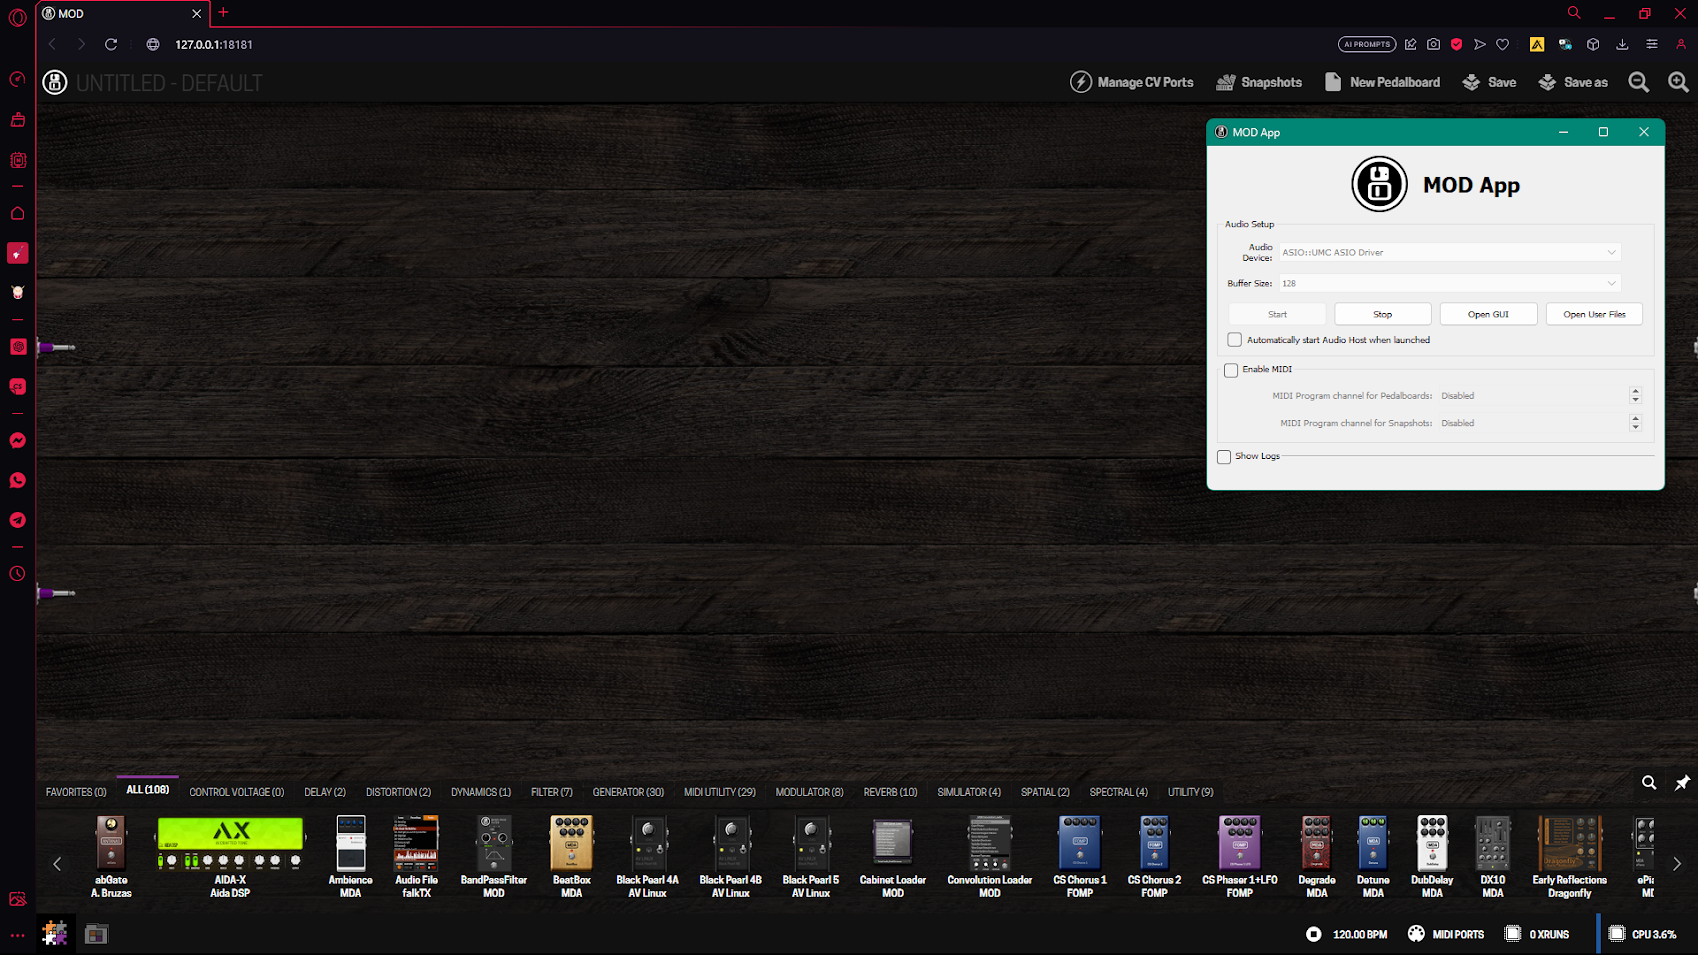 MOD
127.0.0.1:18181
AI PROMPTS
UNTITLED - DEFAULT
Manage CV Ports
Snapshots
New Pedalboard
Save
Save as
MOD App
MOD App
Audio Setup
Audio Device:
ASIO::UMC ASIO Driver
Buffer Size:
128
Start
Stop
Open GUI
Open User Files
Automatically start Audio Host when launched
Enable MIDI
MIDI Program channel for Pedalboards:
Disabled
MIDI Program channel for Snapshots:
Disabled
Show Logs
FAVORITES (0)
ALL (108)
CONTROL VOLTAGE (0)
DELAY (2)
DISTORTION (2)
DYNAMICS (1)
FILTER (7)
GENERATOR (30)
MIDI UTILITY (29)
MODULATOR (8)
REVERB (10)
SIMULATOR (4)
SPATIAL (2)
SPECTRAL (4)
UTILITY (9)
abGate
A. Bruzas
AIDA-X
Aida DSP
Ambience
MDA
Audio File
falkTX
BandPassFilter
MOD
BeatBox
MDA
Black Pearl 4A
AV Linux
Black Pearl 4B
AV Linux
Black Pearl 5
AV Linux
Cabinet Loader
MOD
Convolution Loader
MOD
CS Chorus 1
FOMP
CS Chorus 2
FOMP
CS Phaser 1+LFO
FOMP
Degrade
MDA
Detune
MDA
DubDelay
MDA
DX10
MDA
Early Reflections
Dragonfly
120.00 BPM
MIDI PORTS
0 XRUNS
CPU 3.6%